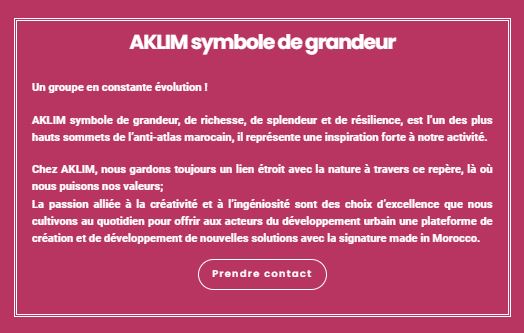 AKLIM symbole de grandeur
Un groupe en constante évolution !
AKLIM symbole de grandeur, de richesse, de splendeur et de résilience, est l'un des plus
hauts sommets de l'anti-atlas marocain, il représente une inspiration forte à notre activité.
Chez AKLIM, nous gardons toujours un lien étroit avec la nature à travers ce repère, là où
nous puisons nos valeurs;
La passion alliée à la créativité et à l'ingéniosité sont des choix d'excellence que nous
cultivons au quotidien pour offrir aux acteurs du développement urbain une plateforme de
création et de développement de nouvelles solutions avec la signature made in Morocco.
Prendre contact